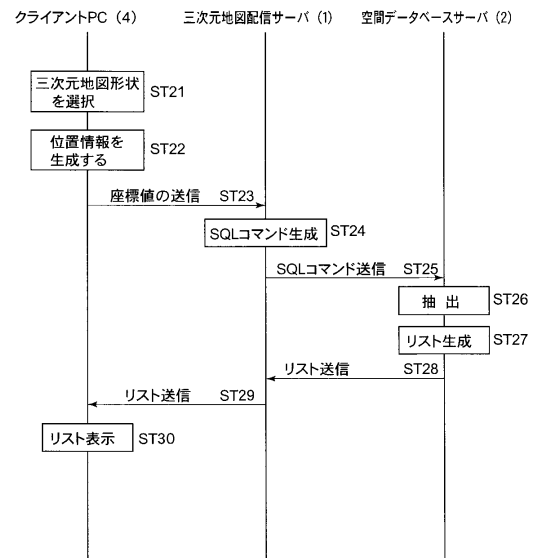 クライアントPC(4)
三次元地図配信サーバ(1)
空間データベースサーバ(2)
三次元地図形状
を選択
ST21
位置情報を
生成する
ST22
座標値の送信 ST23
SQLコマンド生成
ST24
SQLコマンド送信 ST25
抽 出
ST26
リスト生成
ST27
リスト送信 ST28
リスト送信 ST29
リスト表示
ST30